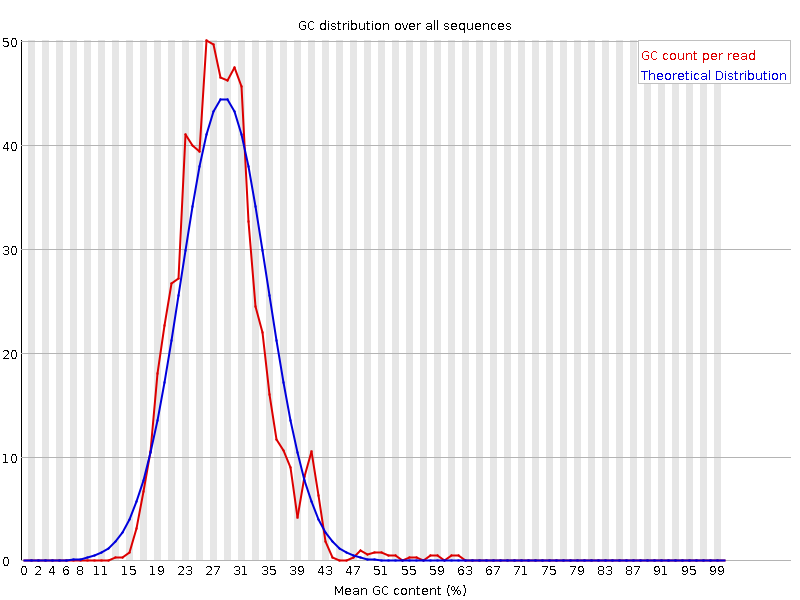 GC distribution over all sequences
GC count per read
Theoretical Distribution
50
40
30
20
10
0
0 2 4 6 8 11 15 19 23 27 31 35 39 43 47 51 55 59 63 67 71 75 79 83 87 91 95 99
Mean GC content (%)